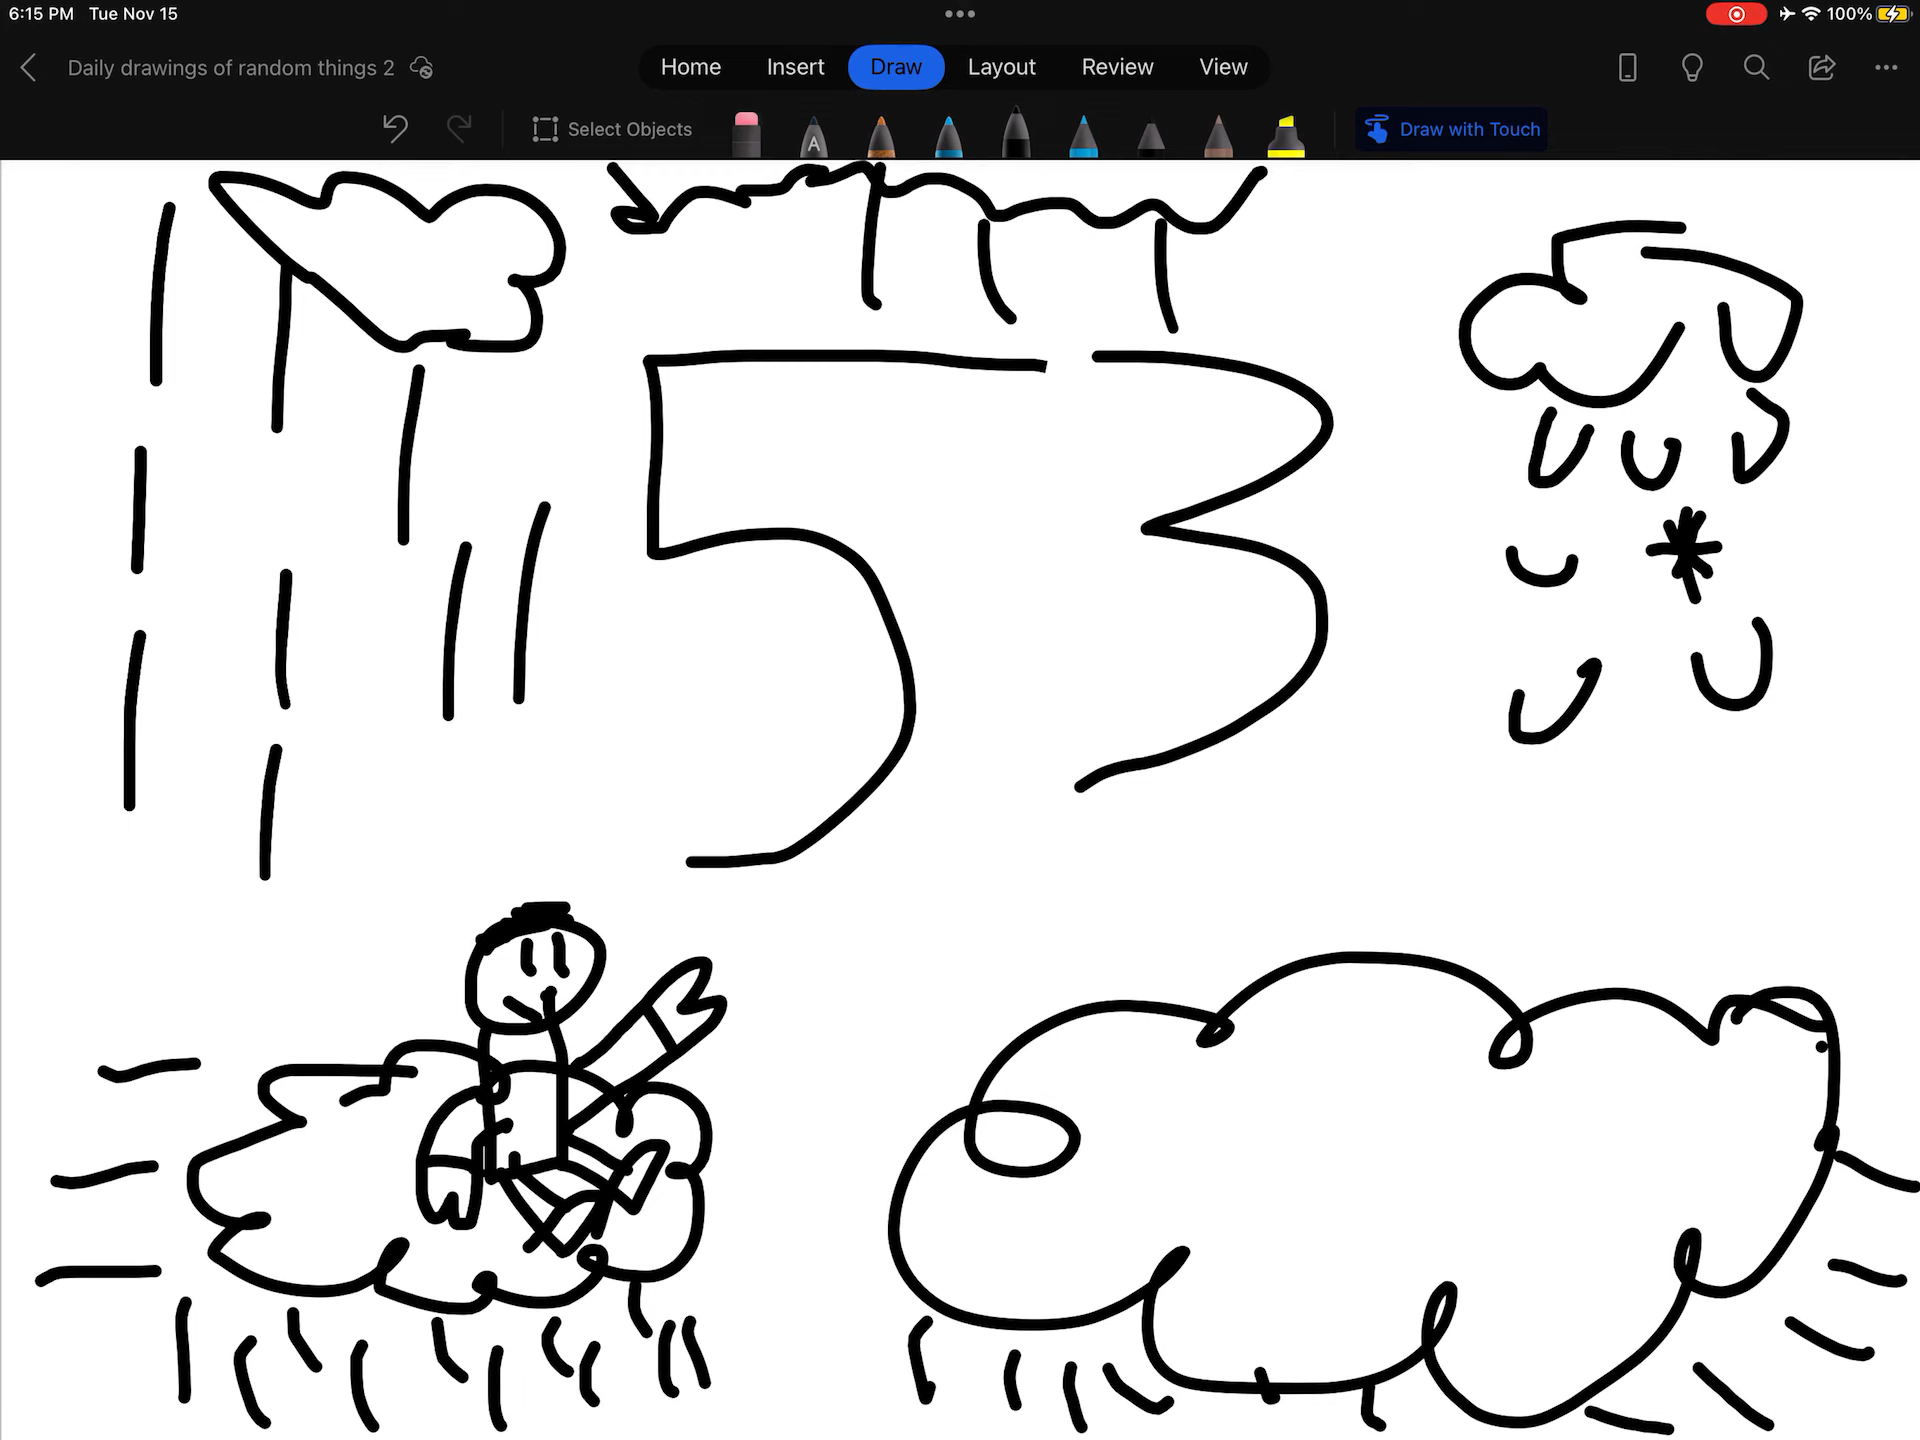 6:15 PM Tue Nov 15
100%
Daily drawings of random things 2
Home Insert Draw Layout Review View
Select Objects
A
Draw with Touch
53